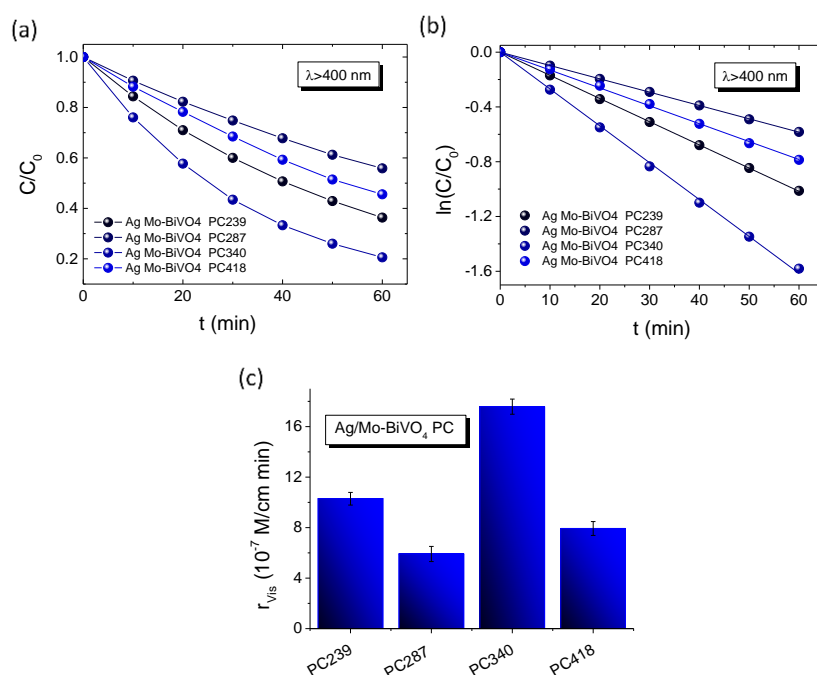 (a)
1.0
0.8
0.6
0.4
0.2
C/C₀
λ>400 nm
Ag Mo-BiVO4 PC239
Ag Mo-BiVO4 PC287
Ag Mo-BiVO4 PC340
Ag Mo-BiVO4 PC418
0 20 40 60
t (min)
(b)
0.0
-0.4
-0.8
-1.2
-1.6
ln(C/C₀)
λ>400 nm
Ag Mo-BiVO4 PC239
Ag Mo-BiVO4 PC287
Ag Mo-BiVO4 PC340
Ag Mo-BiVO4 PC418
0 10 20 30 40 50 60
t (min)
(c)
16
12
8
4
0
r_Vis (10⁻⁷ M/cm min)
Ag/Mo-BiVO₄ PC
PC239 PC287 PC340 PC418